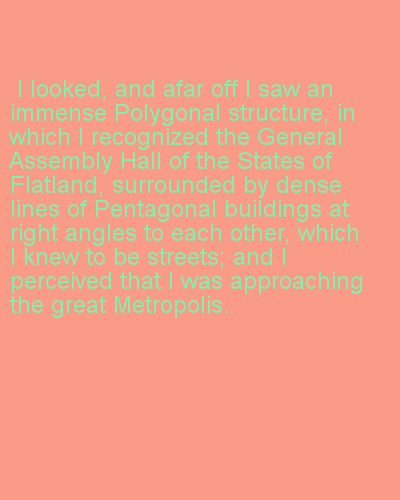 I looked, and afar off I saw an
immense Polygonal structure, in
which I recognized the General
Assembly Hall of the States of
Flatland, surrounded by dense
lines of Pentagonal buildings at
right angles to each other, which
I knew to be streets; and I
perceived that I was approaching
the great Metropolis.